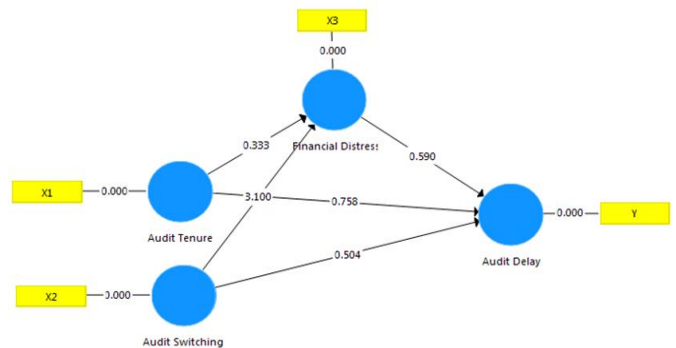 X3
0.000
Financial Distress
0.333
0.590
X1
0.000
3.100
0.758
0.000
Y
Audit Tenure
0.504
Audit Delay
X2
0.000
Audit Switching